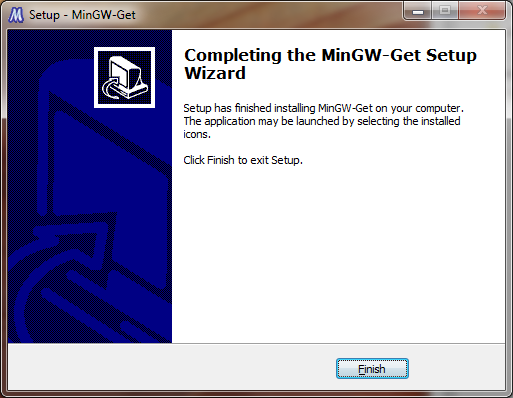 Setup - MinGW-Get
Completing the MinGW-Get Setup
Wizard
Setup has finished installing MinGW-Get on your computer.
The application may be launched by selecting the installed
icons.
Click Finish to exit Setup.
Finish